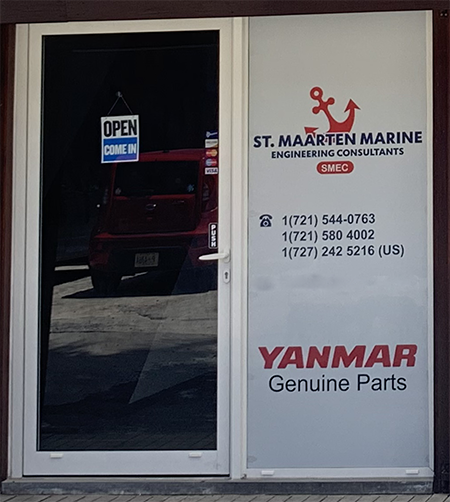 OPEN
COME IN
VISA
PUSH
ST. MAARTEN MARINE
ENGINEERING CONSULTANTS
SMEC
1(721) 544-0763
1(721) 580 4002
1(727) 242 5216 (US)
YANMAR
Genuine Parts